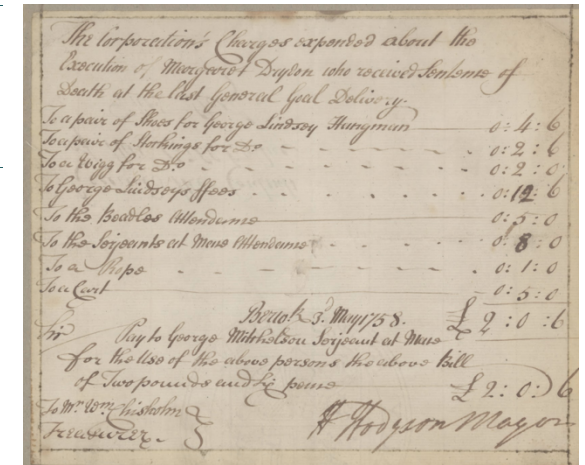 The Corporation's Charges expended about the
Execution of Margaret Dryden who received Sentence of
Death at the last General Goal Delivery.
To a pair of Shoes for George Lindsey Hangman 0: 4: 6
To a pair of Stockings for Do 0: 2: 6
To a Wigg for Do 0: 2: 0
To George Lindseys ffees 0: 12: 6
To the Beadles Attendance 0: 5: 0
To the Serjeants at Mace Attendance 8: 0
To a Rope 0: 1: 0
To a Cart 0: 5: 0
£ 2: 0: 6
Berwk 3d May 1758.
Sir Pay to George Mitchelson Serjeant at Mace
for the Use of the above persons the above Bill
of Two pounds and Six pence £ 2: 0: 6
To Mr Wm Chisholm
Treasurer.
H Hodgson Mayor